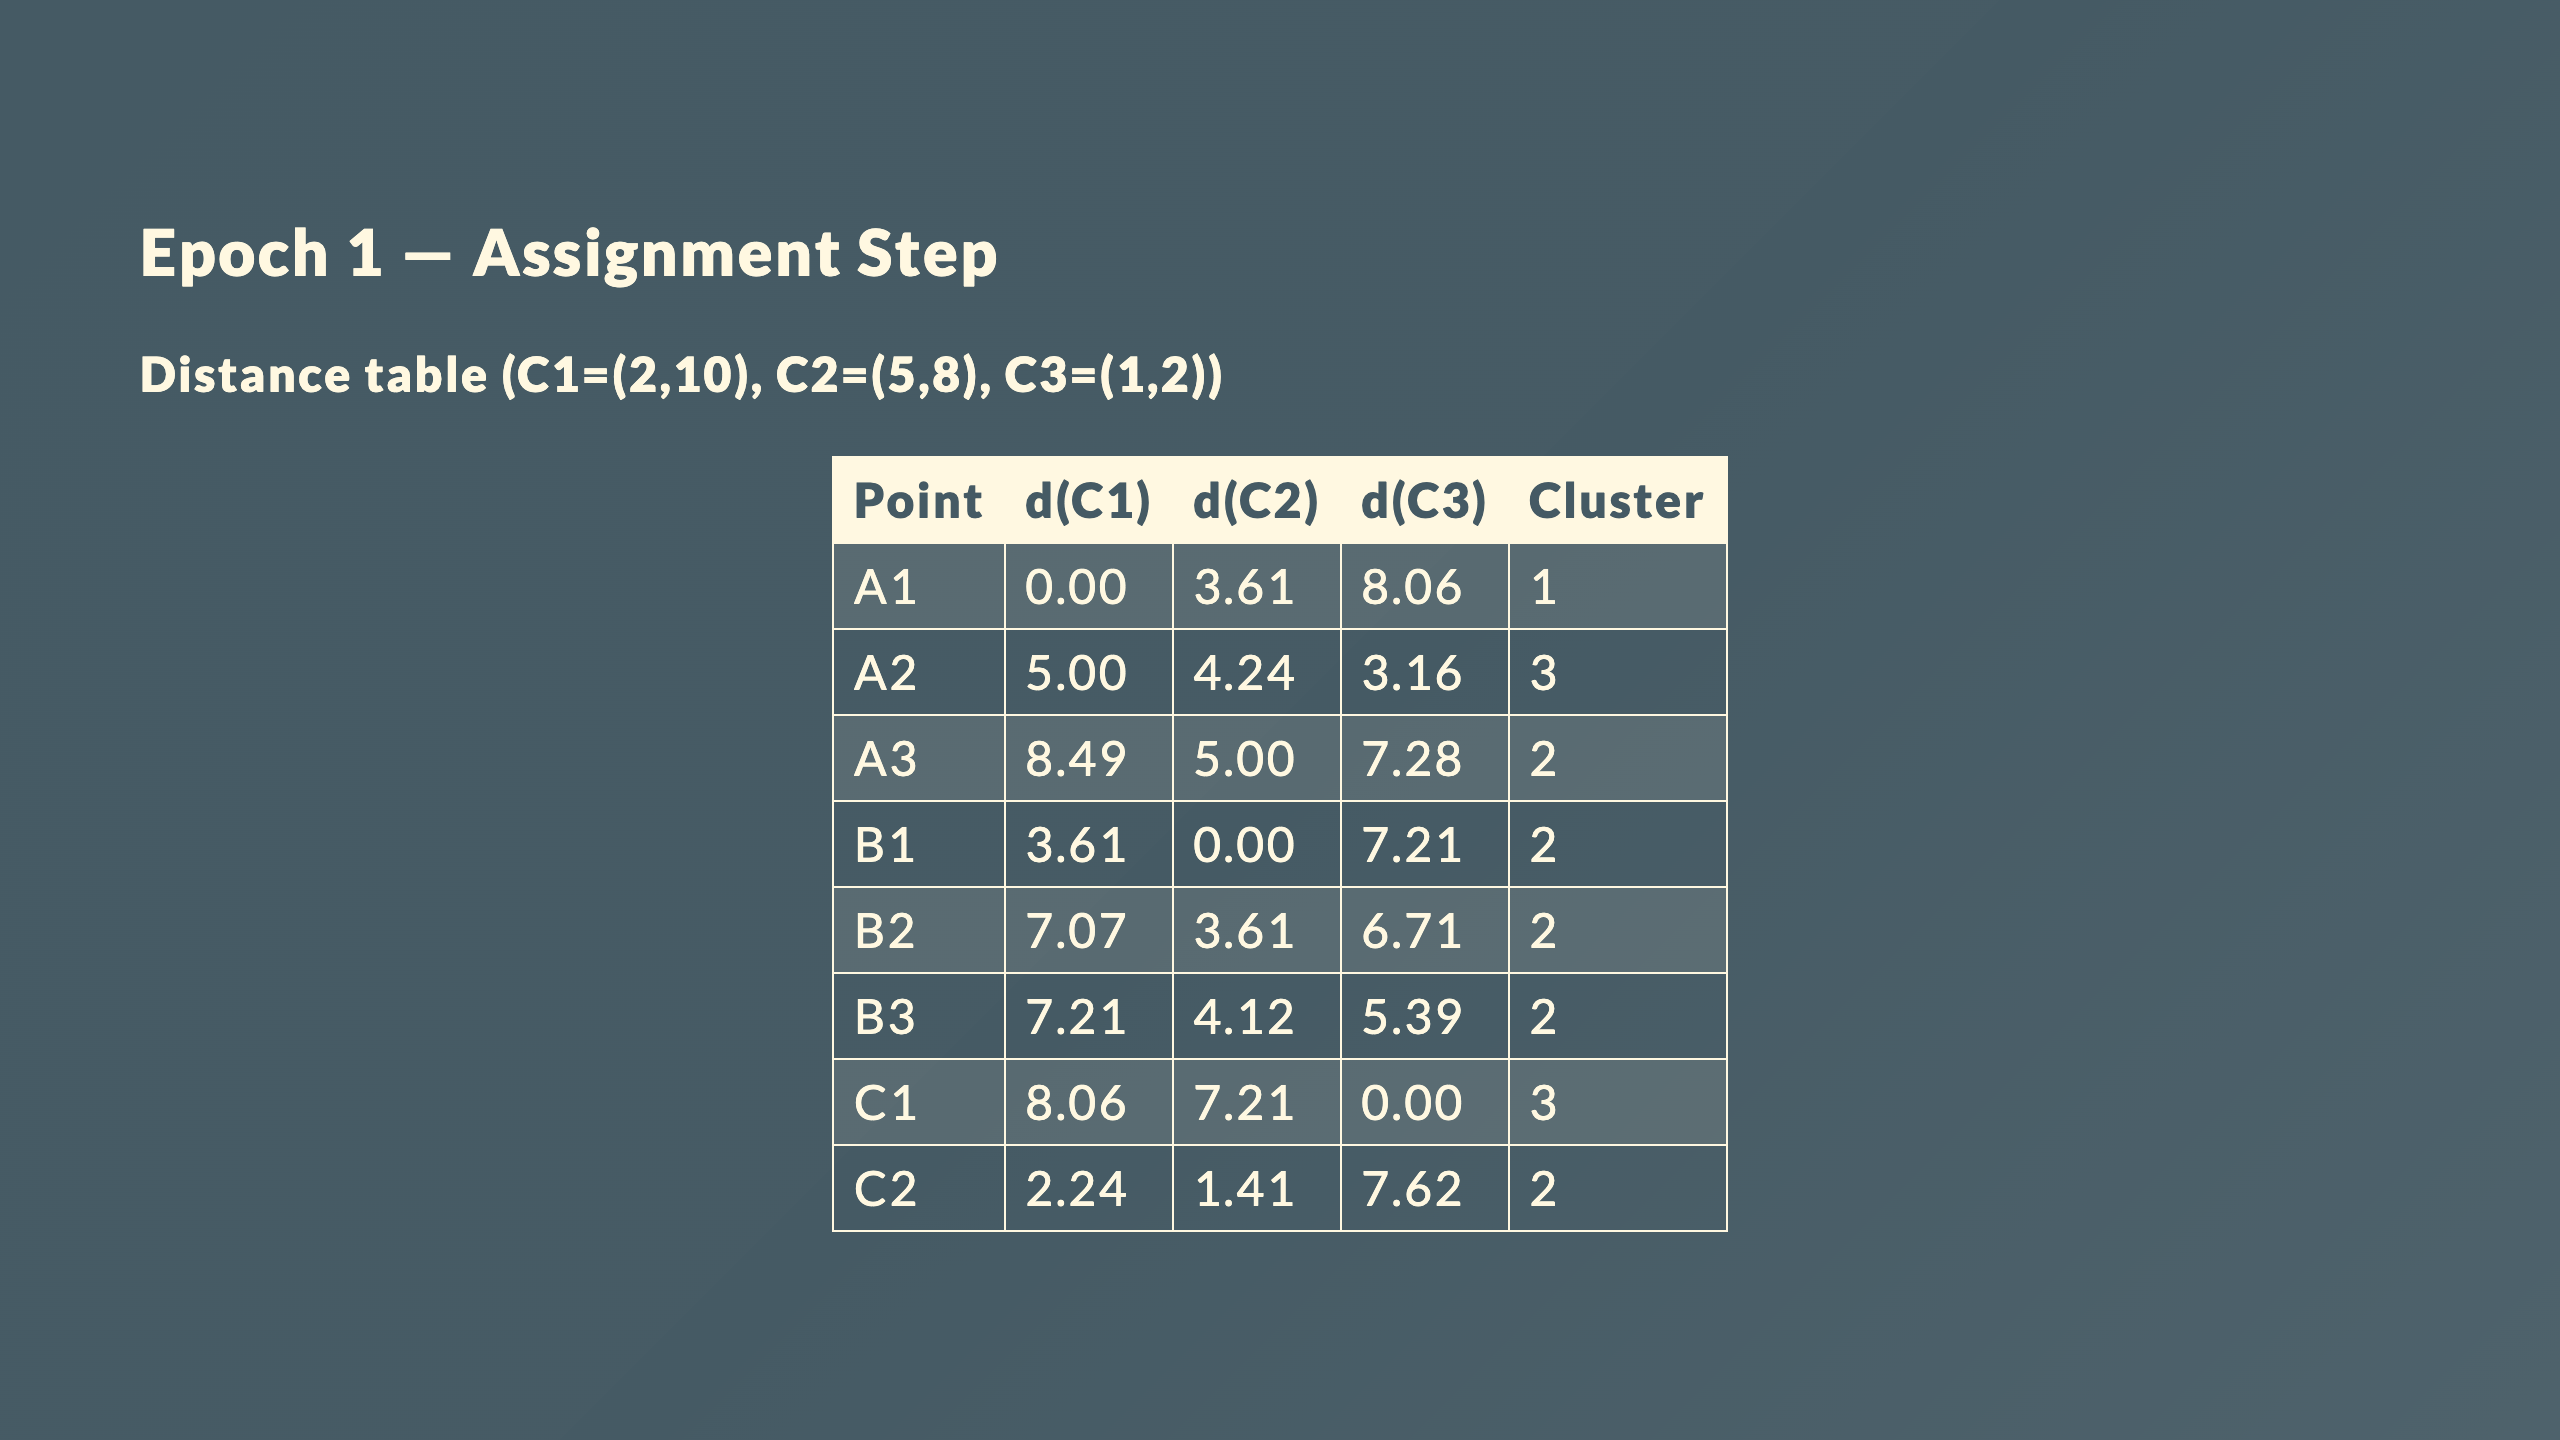 Epoch 1 — Assignment Step
Distance table (C1=(2,10), C2=(5,8), C3=(1,2))
Point d(C1) d(C2) d(C3) Cluster
A1 0.00 3.61 8.06 1
A2 5.00 4.24 3.16 3
A3 8.49 5.00 7.28 2
B1 3.61 0.00 7.21 2
B2 7.07 3.61 6.71 2
B3 7.21 4.12 5.39 2
C1 8.06 7.21 0.00 3
C2 2.24 1.41 7.62 2